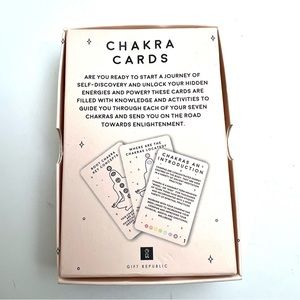 CHAKRA
CARDS
ARE YOU READY TO START A JOURNEY OF
SELF-DISCOVERY AND UNLOCK YOUR HIDDEN
ENERGIES AND POWER? THESE CARDS ARE
FILLED WITH KNOWLEDGE AND ACTIVITIES TO
GUIDE YOU THROUGH EACH OF YOUR SEVEN
CHAKRAS AND SEND YOU ON THE ROAD
TOWARDS ENLIGHTENMENT.
WHERE ARE THE
CHAKRAS LOCATED?
CHAKRAS AN
INTRODUCTION
GIFT REPUBLIC